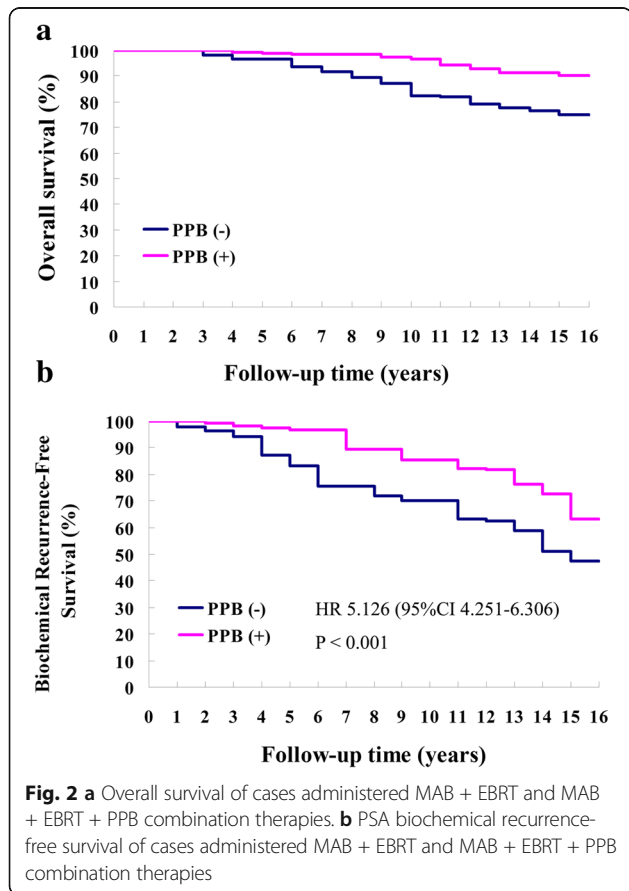 a
100
90
80
70
60
50
40
30
20
10
0
Overall survival (%)
PPB (-)
PPB (+)
0 1 2 3 4 5 6 7 8 9 10 11 12 13 14 15 16
Follow-up time (years)
b
100
90
80
70
60
50
40
30
20
10
0
Biochemical Recurrence-Free
Survival (%)
PPB (-) HR 5.126 (95%CI 4.251-6.306)
PPB (+) P < 0.001
0 1 2 3 4 5 6 7 8 9 10 11 12 13 14 15 16
Follow-up time (years)
Fig. 2 a Overall survival of cases administered MAB + EBRT and MAB
+ EBRT + PPB combination therapies. b PSA biochemical recurrence-
free survival of cases administered MAB + EBRT and MAB + EBRT + PPB
combination therapies